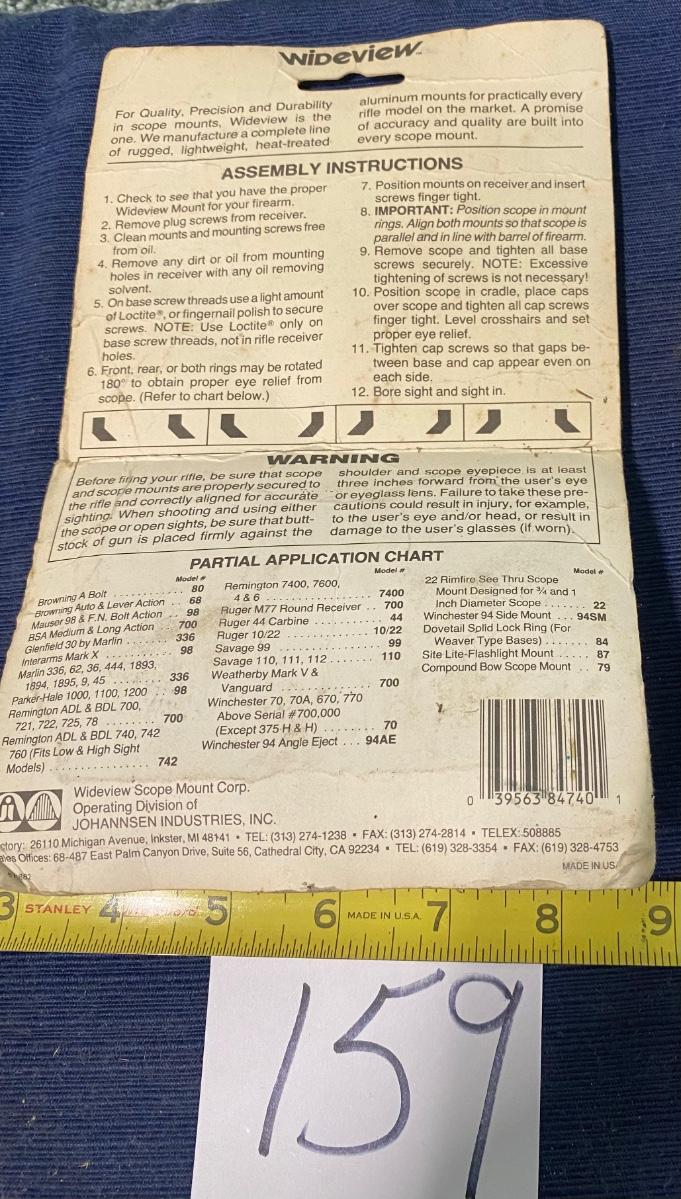 WIDEVIEW™
For Quality, Precision and Durability
in scope mounts, Wideview is the
one. We manufacture a complete line
of rugged, lightweight, heat-treated
aluminum mounts for practically every
rifle model on the market. A promise
of accuracy and quality are built into
every scope mount.
ASSEMBLY INSTRUCTIONS
1. Check to see that you have the proper
Wideview Mount for your firearm.
2. Remove plug screws from receiver.
3. Clean mounts and mounting screws free
from oil.
4. Remove any dirt or oil from mounting
holes in receiver with any oil removing
solvent.
5. On base screw threads use a light amount
of Loctite®, or fingernail polish to secure
screws. NOTE: Use Loctite® only on
base screw threads, not in rifle receiver
holes.
6. Front, rear, or both rings may be rotated
180° to obtain proper eye relief from
scope. (Refer to chart below.)
7. Position mounts on receiver and insert
screws finger tight.
8. IMPORTANT: Position scope in mount
rings. Align both mounts so that scope is
parallel and in line with barrel of firearm.
9. Remove scope and tighten all base
screws securely. NOTE: Excessive
tightening of screws is not necessary!
10. Position scope in cradle, place caps
over scope and tighten all cap screws
finger tight. Level crosshairs and set
proper eye relief.
11. Tighten cap screws so that gaps be-
tween base and cap appear even on
each side.
12. Bore sight and sight in.
WARNING
Before firing your rifle, be sure that scope
and scope mounts are properly secured to
the rifle and correctly aligned for accurate
sighting. When shooting and using either
the scope or open sights, be sure that butt-
stock of gun is placed firmly against the
shoulder and scope eyepiece is at least
three inches forward from the user's eye
or eyeglass lens. Failure to take these pre-
cautions could result in injury, for example,
to the user's eye and/or head, or result in
damage to the user's glasses (if worn).
PARTIAL APPLICATION CHART
Model #
Browning A Bolt .......... 80
Browning Auto & Lever Action .. 68
Mauser 98 & F.N. Bolt Action .. 98
BSA Medium & Long Action ... 700
Glenfield 30 by Marlin ........ 336
Interarms Mark X ........... 98
Marlin 336, 62, 36, 444, 1893,
1894, 1895, 9, 45 .......... 336
Parker-Hale 1000, 1100, 1200 .. 98
Remington ADL & BDL 700,
721, 722, 725, 78 ........ 700
Remington ADL & BDL 740, 742
760 (Fits Low & High Sight
Models) .............. 742
Model #
Remington 7400, 7600,
4 & 6 .................. 7400
Ruger M77 Round Receiver .. 700
Ruger 44 Carbine .......... 44
Ruger 10/22 ............. 10/22
Savage 99 ............... 99
Savage 110, 111, 112 ....... 110
Weatherby Mark V &
Vanguard .............. 700
Winchester 70, 70A, 670, 770
Above Serial #700,000
(Except 375 H & H) ........ 70
Winchester 94 Angle Eject ... 94AE
Model #
22 Rimfire See Thru Scope
Mount Designed for ¾ and 1
Inch Diameter Scope ....... 22
Winchester 94 Side Mount ... 94SM
Dovetail Solid Lock Ring (For
Weaver Type Bases) ....... 84
Site Lite-Flashlight Mount ..... 87
Compound Bow Scope Mount .. 79
Wideview Scope Mount Corp.
Operating Division of
JOHANNSEN INDUSTRIES, INC.
0 39563 84740 1
ctory: 26110 Michigan Avenue, Inkster, MI 48141 • TEL: (313) 274-1238 • FAX: (313) 274-2814 • TELEX: 508885
ales Offices: 68-487 East Palm Canyon Drive, Suite 56, Cathedral City, CA 92234 • TEL: (619) 328-3354 • FAX: (619) 328-4753
MADE IN US
3 STANLEY 4 5 6 MADE IN U.S.A. 7 8 9
159